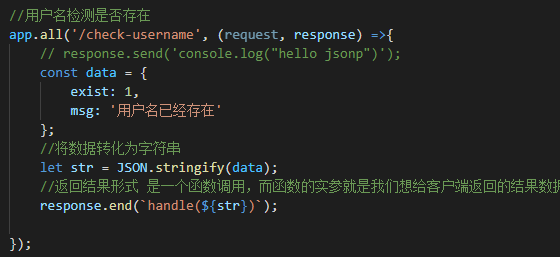 //用户名检测是否存在
app.all('/check-username', (request, response) =>{
// response.send('console.log("hello jsonp")');
const data = {
exist: 1,
msg: '用户名已经存在'
};
//将数据转化为字符串
let str = JSON.stringify(data);
//返回结果形式 是一个函数调用，而函数的实参就是我们想给客户端返回的结果数据
response.end(`handle(${str})`);
});